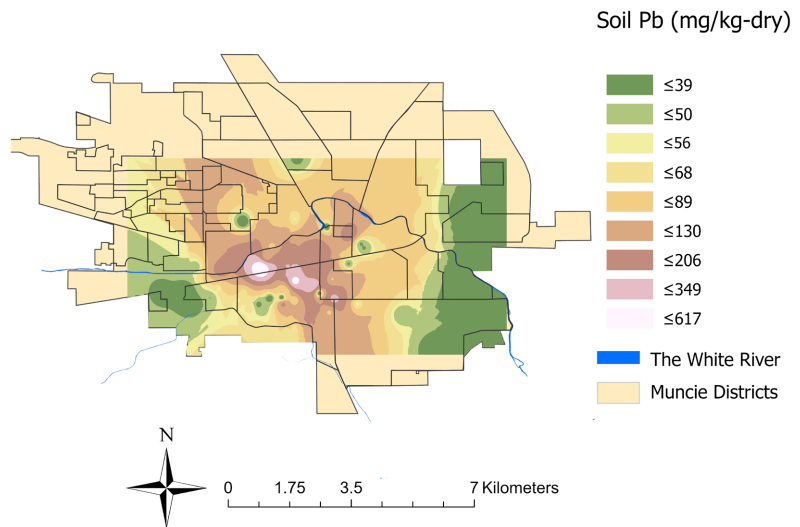 Soil Pb (mg/kg-dry)
≤39
≤50
≤56
≤68
≤89
≤130
≤206
≤349
≤617
The White River
Muncie Districts
N
0 1.75 3.5 7 Kilometers